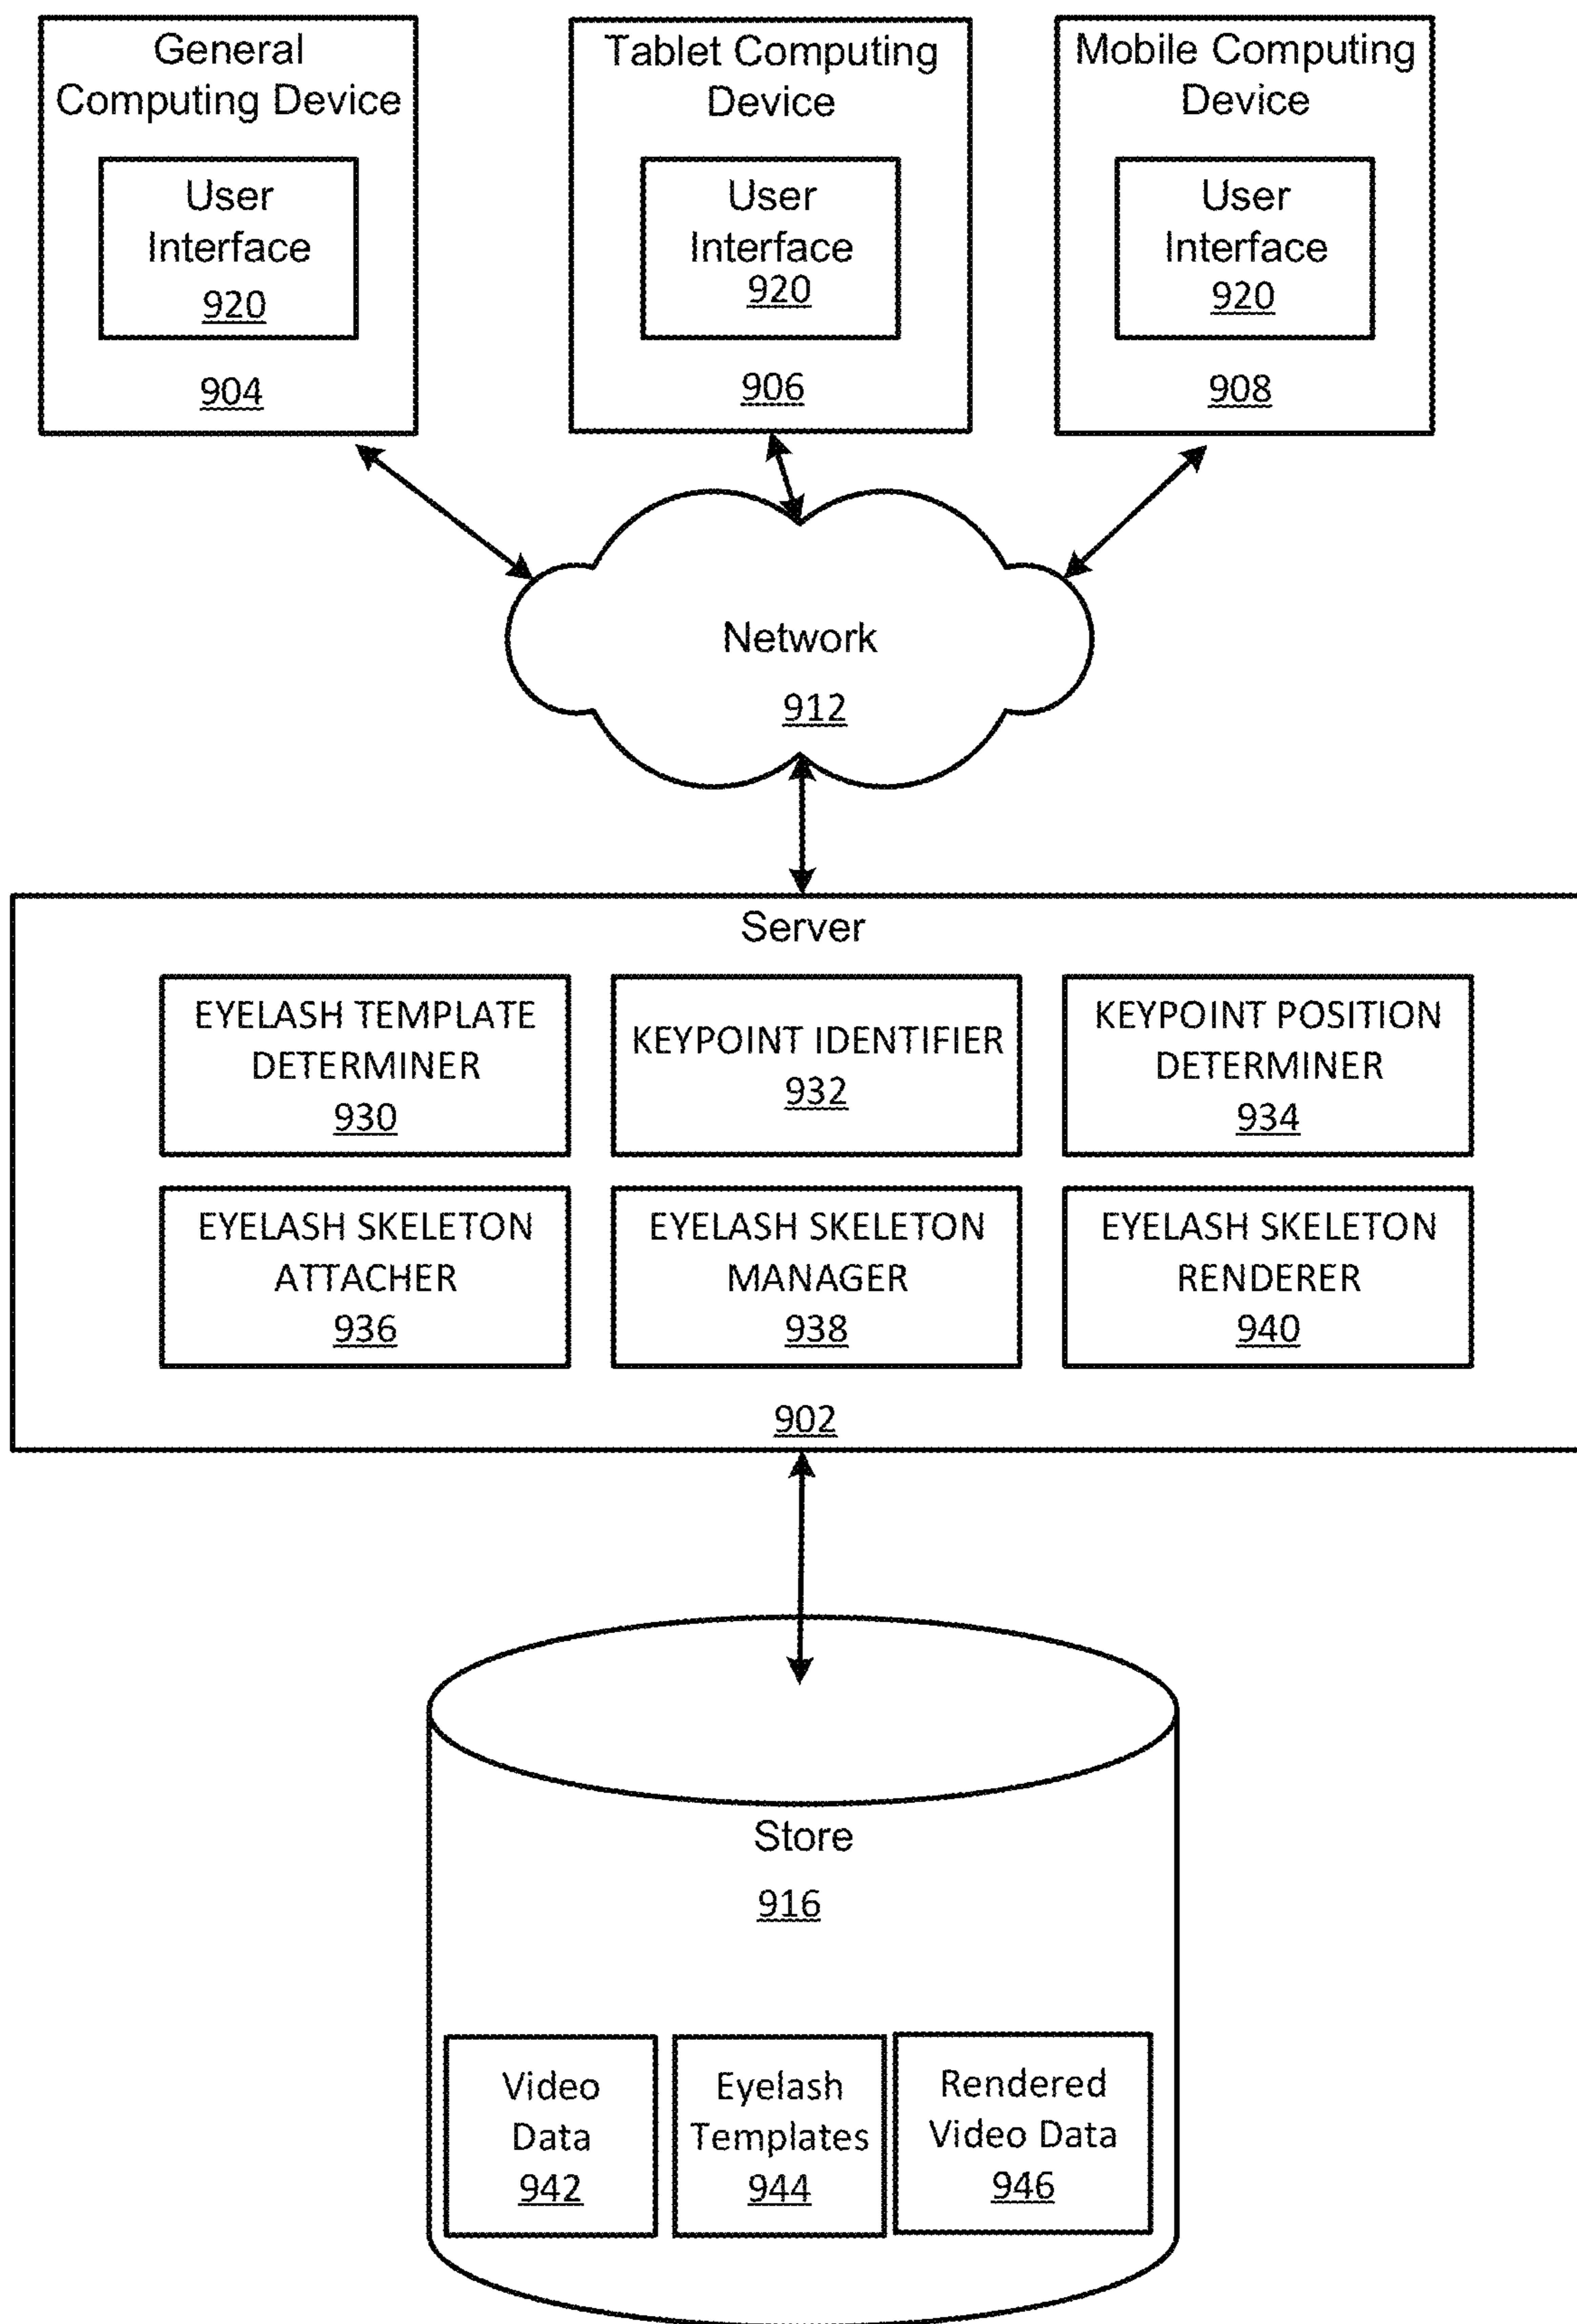 General
Computing Device
User
Interface
920
904
Tablet Computing
Device
User
Interface
920
906
Mobile Computing
Device
User
Interface
920
908
Network
912
Server
EYELASH TEMPLATE
DETERMINER
930
KEYPOINT IDENTIFIER
932
KEYPOINT POSITION
DETERMINER
934
EYELASH SKELETON
ATTACHER
936
EYELASH SKELETON
MANAGER
938
EYELASH SKELETON
RENDERER
940
902
Store
916
Video
Data
942
Eyelash
Templates
944
Rendered
Video Data
946